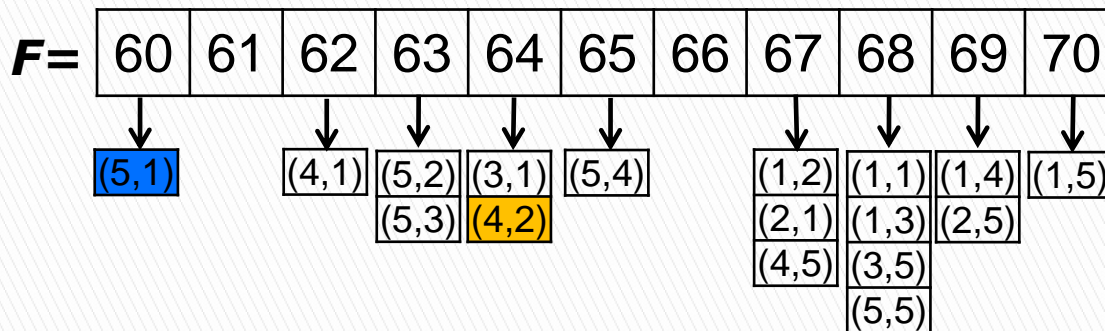 F= 60 61 62 63 64 65 66 67 68 69 70
(5,1) (4,1) (5,2) (3,1) (5,4) (1,2) (1,1) (1,4) (1,5)
(5,3) (4,2) (2,1) (1,3) (2,5)
(4,5) (3,5)
(5,5)